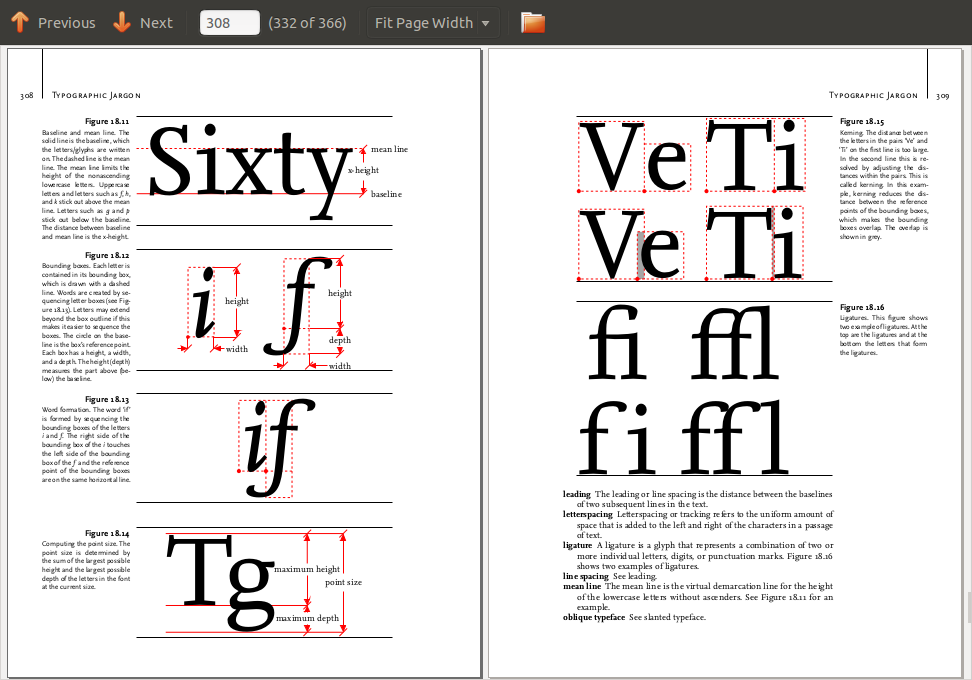 Previous Next 308 (332 of 366) Fit Page Width
308 Typographic Jargon
Figure 18.11
Baseline and mean line. The
solid line is the baseline, which
the letters/glyphs are written
on. The dashed line is the mean
line. The mean line limits the
height of the nonascending
lowercase letters. Uppercase
letters and letters such as f, h,
and k stick out above the mean
line. Letters such as g and p
stick out below the baseline.
The distance between baseline
and mean line is the x-height.
Sixty
mean line
x-height
baseline
Figure 18.12
Bounding boxes. Each letter is
contained in its bounding box,
which is drawn with a dashed
line. Words are created by se-
quencing letter boxes (see Fig-
ure 18.13). Letters may extend
beyond the box outline if this
makes it easier to sequence the
boxes. The circle on the base-
line is the box's reference point.
Each box has a height, a width,
and a depth. The height (depth)
measures the part above (be-
low) the baseline.
i f
height
width
height
depth
width
Figure 18.13
Word formation. The word 'if'
is formed by sequencing the
bounding boxes of the letters
i and f. The right side of the
bounding box of the i touches
the left side of the bounding
box of the f and the reference
point of the bounding boxes
are on the same horizontal line.
if
Figure 18.14
Computing the point size. The
point size is determined by
the sum of the largest possible
height and the largest possible
depth of the letters in the font
at the current size.
Tg
maximum height
point size
maximum depth
Typographic Jargon 309
Ve Ti
Ve Ti
Figure 18.15
Kerning. The distance between
the letters in the pairs 'Ve' and
'Ti' on the first line is too large.
In the second line this is re-
solved by adjusting the dis-
tances within the pairs. This is
called kerning. In this exam-
ple, kerning reduces the dis-
tance between the reference
points of the bounding boxes,
which makes the bounding
boxes overlap. The overlap is
shown in grey.
fi ffl
fi ffl
Figure 18.16
Ligatures. This figure shows
two example of ligatures. At the
top are the ligatures and at the
bottom the letters that form
the ligatures.
leading The leading or line spacing is the distance between the baselines
of two subsequent lines in the text.
letterspacing Letterspacing or tracking refers to the uniform amount of
space that is added to the left and right of the characters in a passage
of text.
ligature A ligature is a glyph that represents a combination of two or
more individual letters, digits, or punctuation marks. Figure 18.16
shows two examples of ligatures.
line spacing See leading.
mean line The mean line is the virtual demarcation line for the height
of the lowercase letters without ascenders. See Figure 18.11 for an
example.
oblique typeface See slanted typeface.